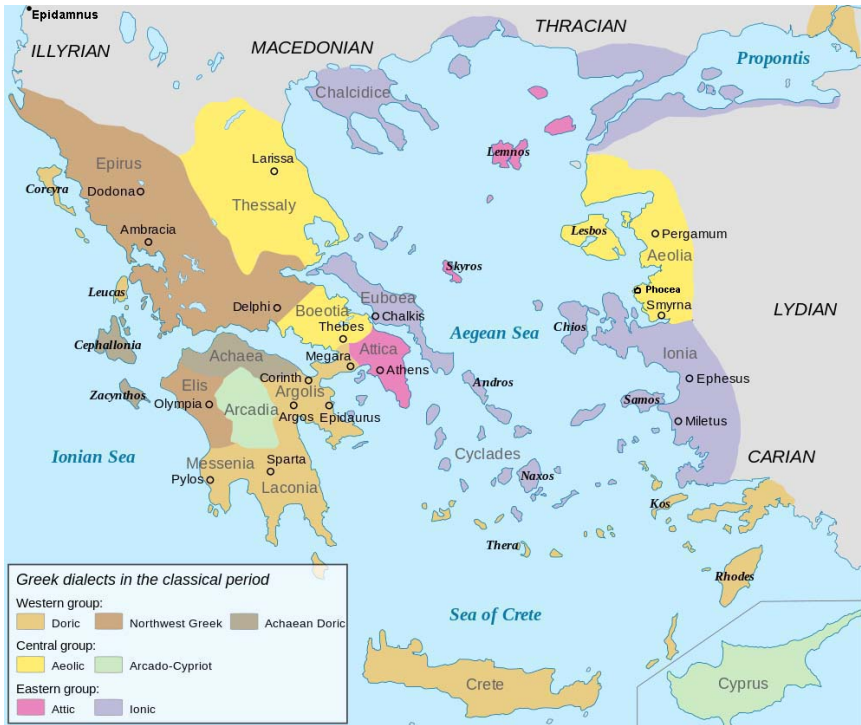 Epidamnus
THRACIAN
ILLYRIAN
MACEDONIAN
Propontis
Chalcidice
Lemnos
Epirus
Larissa
Corcyra
Dodona
Thessaly
Ambracia
Lesbos
Pergamum
Aeolia
Skyros
Leucas
Delphi
Euboea
Phocea
Boeotia
Chalkis
Smyrna
LYDIAN
Thebes
Aegean Sea
Chios
Cephallonia
Achaea
Attica
Megara
Ionia
Athens
Elis
Corinth
Andros
Ephesus
Zacynthos
Argolis
Olympia
Arcadia
Samos
Argos
Epidaurus
Miletus
Ionian Sea
Messenia
Sparta
Cyclades
CARIAN
Pylos
Laconia
Naxos
Kos
Thera
Rhodes
Greek dialects in the classical period
Western group:
Doric Northwest Greek Achaean Doric
Central group:
Aeolic Arcado-Cypriot
Eastern group:
Attic Ionic
Sea of Crete
Crete
Cyprus